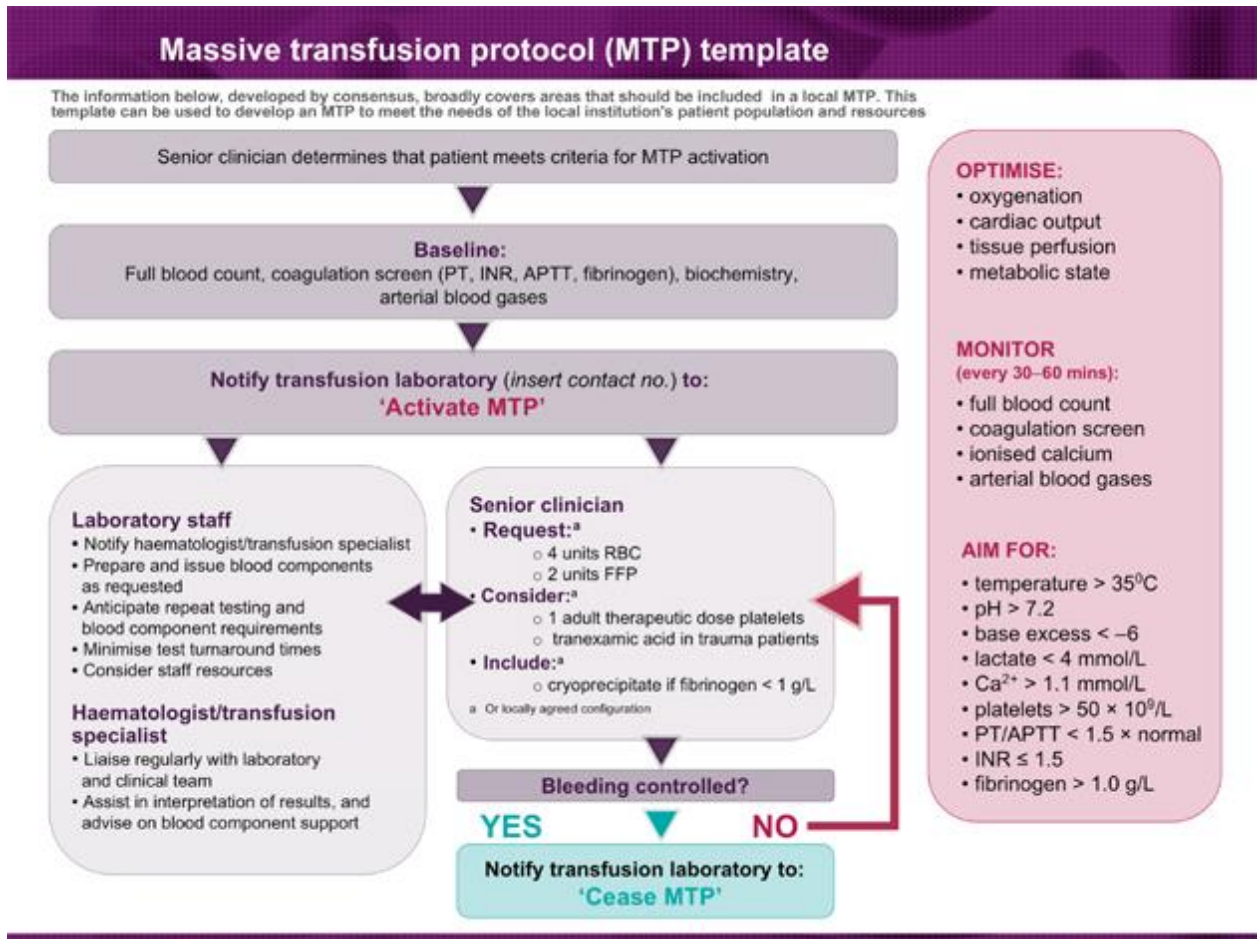 Massive transfusion protocol (MTP) template
The information below, developed by consensus, broadly covers areas that should be included in a local MTP. This
template can be used to develop an MTP to meet the needs of the local institution's patient population and resources
Senior clinician determines that patient meets criteria for MTP activation
Baseline:
Full blood count, coagulation screen (PT, INR, APTT, fibrinogen), biochemistry,
arterial blood gases
Notify transfusion laboratory (insert contact no.) to:
‘Activate MTP’
Laboratory staff
• Notify haematologist/transfusion specialist
• Prepare and issue blood components
as requested
• Anticipate repeat testing and
blood component requirements
• Minimise test turnaround times
• Consider staff resources
Haematologist/transfusion
specialist
• Liaise regularly with laboratory
and clinical team
• Assist in interpretation of results, and
advise on blood component support
Senior clinician
• Request:ᵃ
o 4 units RBC
o 2 units FFP
• Consider:ᵃ
o 1 adult therapeutic dose platelets
o tranexamic acid in trauma patients
• Include:ᵃ
o cryoprecipitate if fibrinogen < 1 g/L
a Or locally agreed configuration
Bleeding controlled?
YES NO
Notify transfusion laboratory to:
‘Cease MTP’
OPTIMISE:
• oxygenation
• cardiac output
• tissue perfusion
• metabolic state
MONITOR
(every 30–60 mins):
• full blood count
• coagulation screen
• ionised calcium
• arterial blood gases
AIM FOR:
• temperature > 35⁰C
• pH > 7.2
• base excess < –6
• lactate < 4 mmol/L
• Ca²⁺ > 1.1 mmol/L
• platelets > 50 × 10⁹/L
• PT/APTT < 1.5 × normal
• INR ≤ 1.5
• fibrinogen > 1.0 g/L